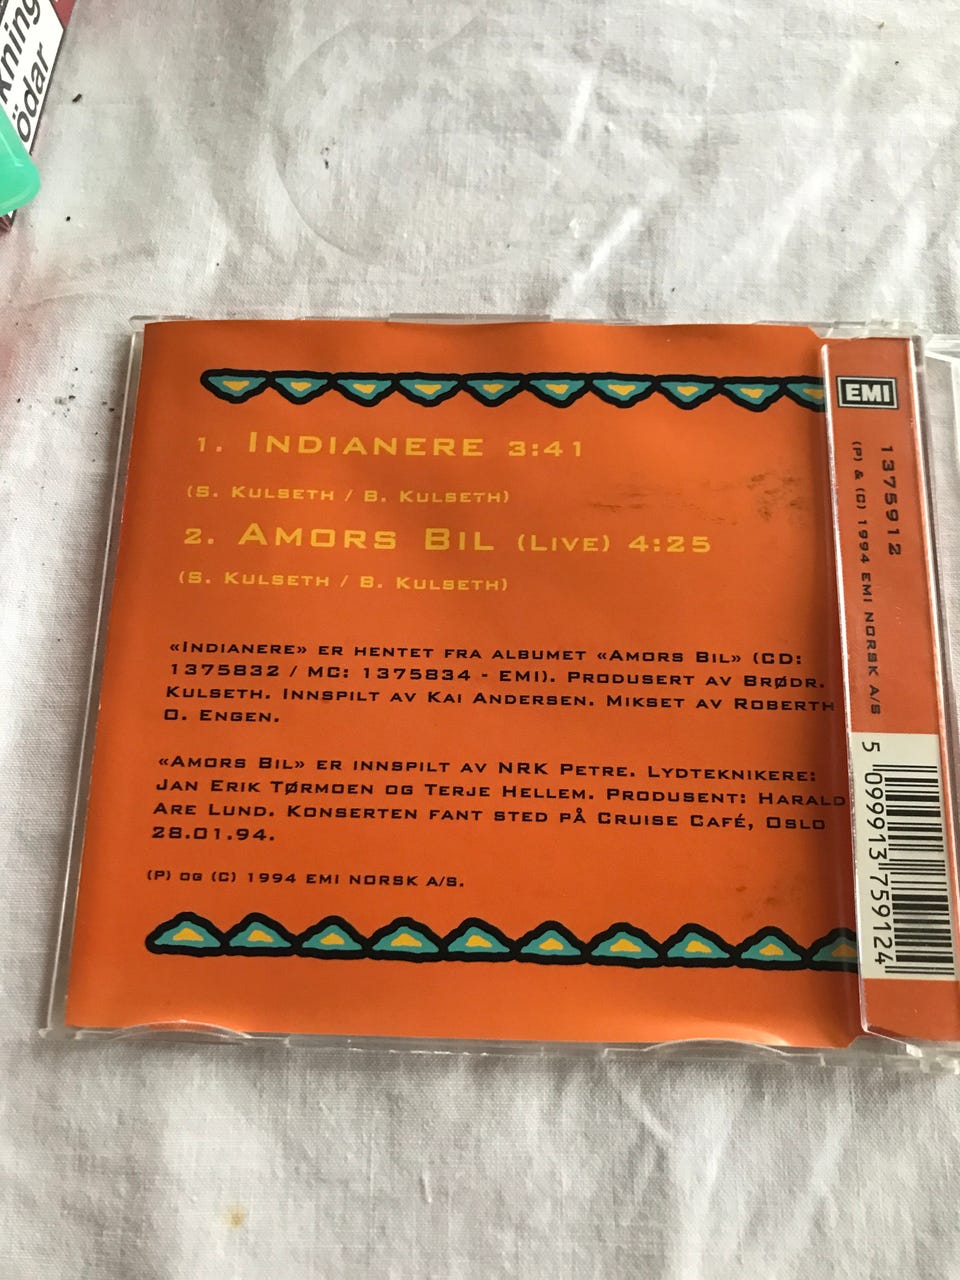 kning
ödar
1. INDIANERE 3:41
(S. KULSETH / B. KULSETH)
2. AMORS BIL (LIVE) 4:25
(S. KULSETH / B. KULSETH)
«INDIANERE» ER HENTET FRA ALBUMET «AMORS BIL» (CD:
1375832 / MC: 1375834 - EMI). PRODUSERT AV BRØDR.
KULSETH. INNSPILT AV KAI ANDERSEN. MIKSET AV ROBERTH
O. ENGEN.
«AMORS BIL» ER INNSPILT AV NRK PETRE. LYDTEKNIKERE:
JAN ERIK TØRMOEN OG TERJE HELLEM. PRODUSENT: HARALD
ARE LUND. KONSERTEN FANT STED PÅ CRUISE CAFÉ, OSLO
28.01.94.
(P) OG (C) 1994 EMI NORSK A/S.
EMI
1375912
(P) & (C) 1994 EMI NORSK A/S
5 099913 759124